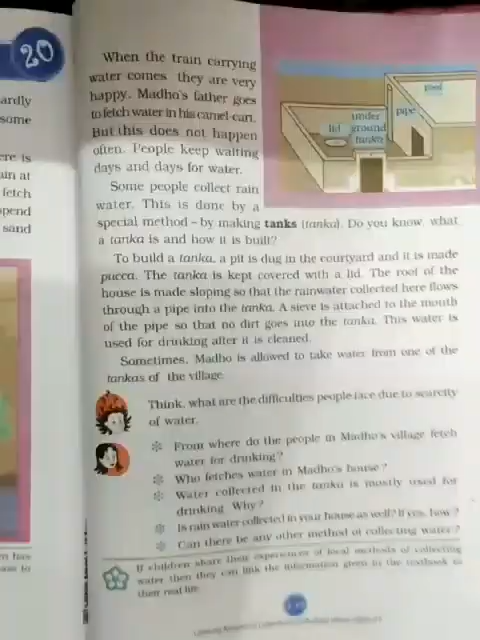 20
ardly
some
ere is
ain at
fetch
spend
sand
When the train carrying
water comes they are very
happy. Madho's father goes
to fetch water in his camel-cart.
But this does not happen
often. People keep waiting
days and days for water.
Some people collect rain
water. This is done by a
special method – by making tanks (tanka). Do you know, what
a tanka is and how it is built?
roof
pipe
under
lid ground
tanka
To build a tanka, a pit is dug in the courtyard and it is made
pucca. The tanka is kept covered with a lid. The roof of the
house is made sloping so that the rainwater collected here flows
through a pipe into the tanka. A sieve is attached to the mouth
of the pipe so that no dirt goes into the tanka. This water is
used for drinking after it is cleaned.
Sometimes, Madho is allowed to take water from one of the
tankas of the village.
Think, what are the difficulties people face due to scarcity
of water.
❇ From where do the people in Madho's village fetch
water for drinking?
❇ Who fetches water in Madho's house?
❇ Water collected in the tanka is mostly used for
drinking. Why?
❇ Is rain water collected in your house as well? If yes, how?
❇ Can there be any other method of collecting water?
If children share their experiences of local methods of collecting
water then they can link the information given in the textbook to
their real life.